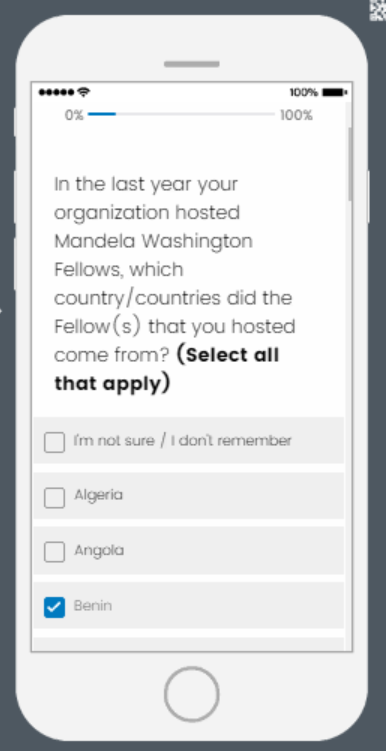 100%
0%
100%
In the last year your
organization hosted
Mandela Washington
Fellows, which
country/countries did the
Fellow(s) that you hosted
come from? (Select all
that apply)
I'm not sure / I don't remember
Algeria
Angola
Benin